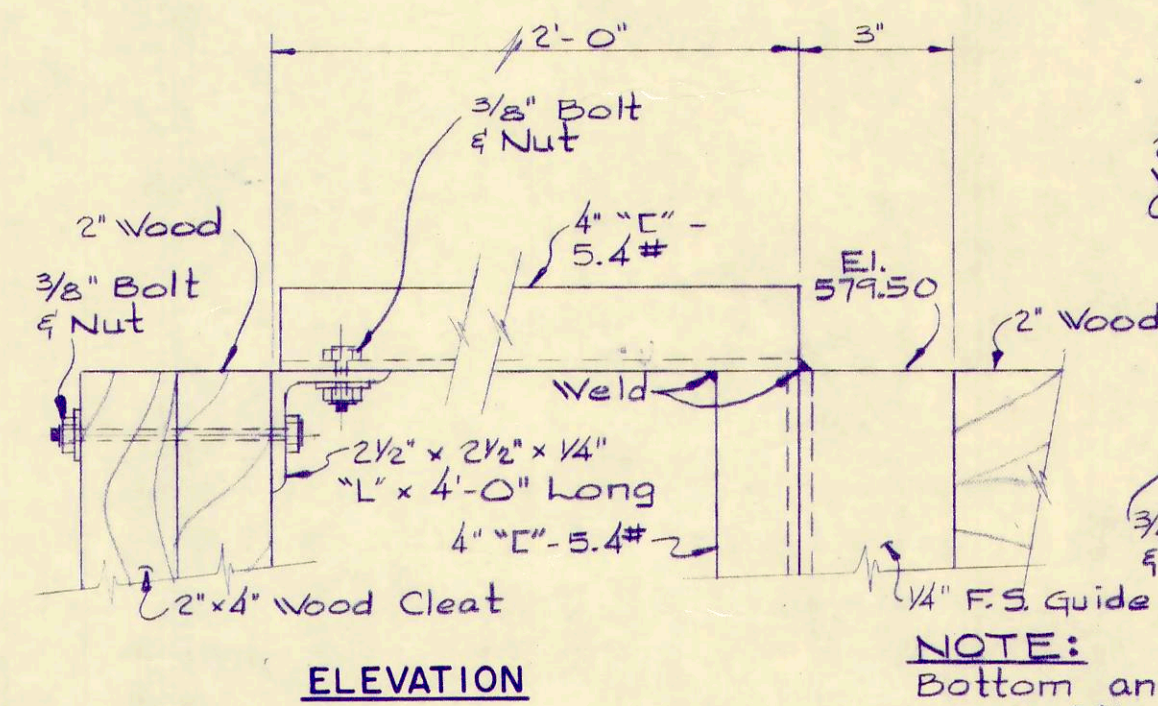 2'-0"
3"
3/8" Bolt
& Nut
2" Wood
4" "C" -
5.4 #
3/8" Bolt
& Nut
El.
579.50
2" Wood
Weld
2 1/2" x 2 1/2" x 1/4"
"L" x 4'-0" Long
4" "C" - 5.4#
2" x 4" Wood Cleat
1/4" F.S. Guide
ELEVATION
NOTE:
Bottom an